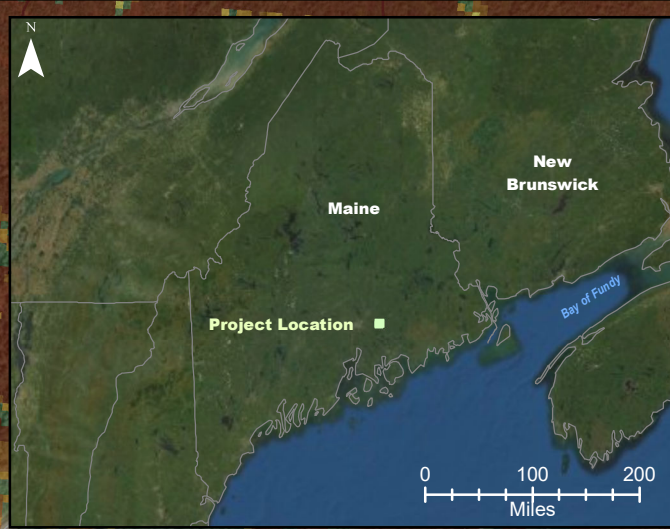 N
New
Brunswick
Maine
Bay of Fundy
Project Location
0 100 200
Miles